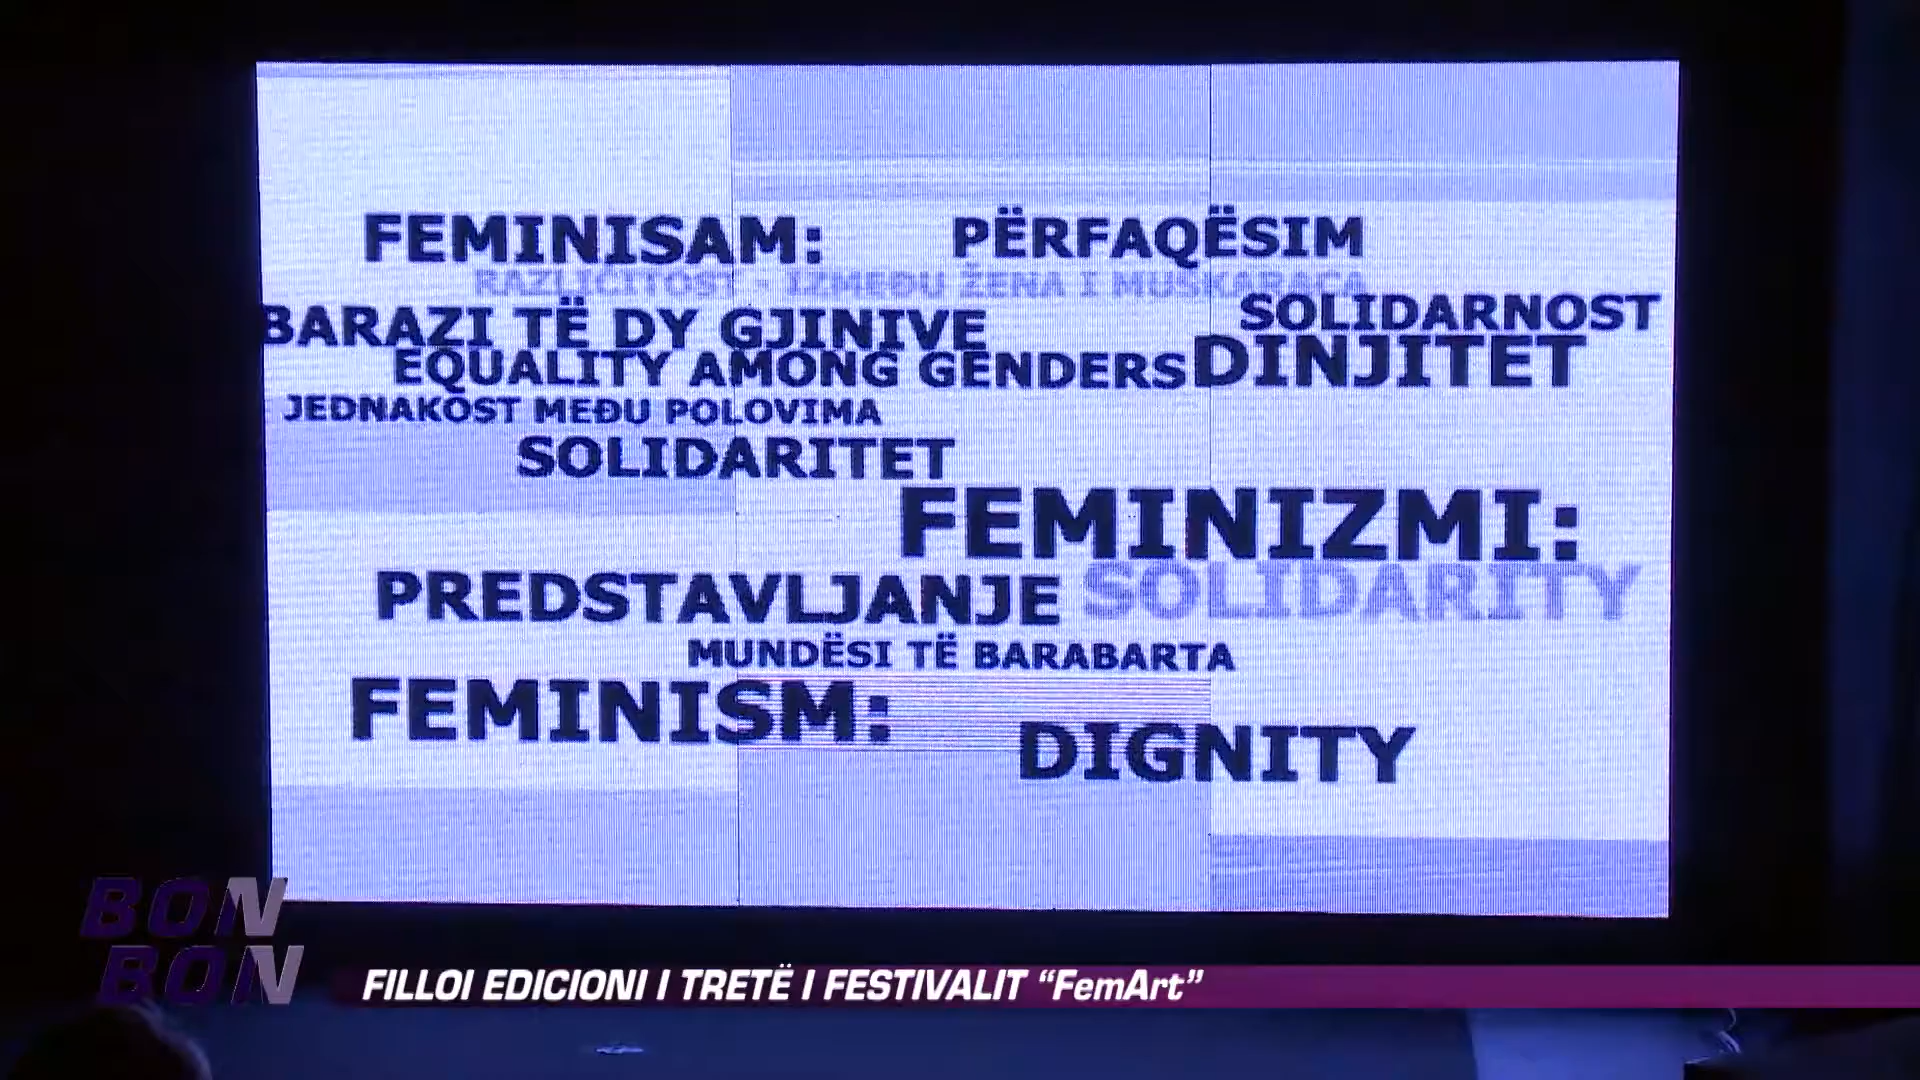 FEMINISAM:
PËRFAQËSIM
RAZLIČITOST - IZMEĐU ŽENA I MUŠKARACA
SOLIDARNOST
BARAZI TË DY GJINIVE
DINJITET
EQUALITY AMONG GENDERS
JEDNAKOST MEĐU POLOVIMA
SOLIDARITET
FEMINIZMI:
PREDSTAVLJANJE
SOLIDARITY
MUNDËSI TË BARABARTA
FEMINISM:
DIGNITY
BON
BON
FILLOI EDICIONI I TRETË I FESTIVALIT “FemArt”